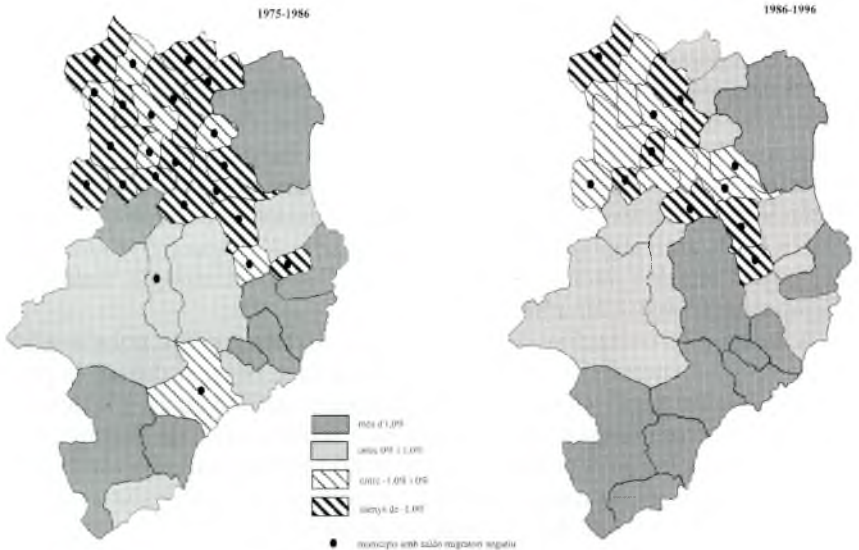 1975-1986
1986-1996
més d'1,0%
entre 0% i 1,0%
entre -1,0% i 0%
menys de -1,0%
municipis amb saldo migratori negatiu